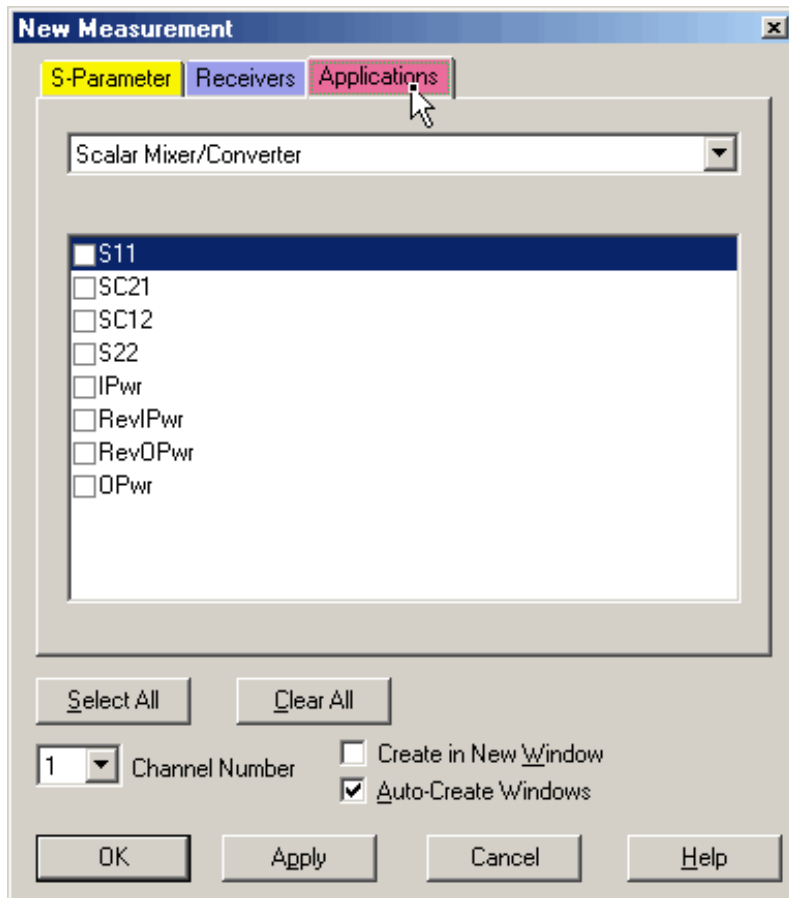 New Measurement
S-Parameter Receivers Applications
Scalar Mixer/Converter
S11
SC21
SC12
S22
IPwr
RevIPwr
RevOPwr
OPwr
Select All Clear All
1 Channel Number
Create in New Window
Auto-Create Windows
OK Apply Cancel Help